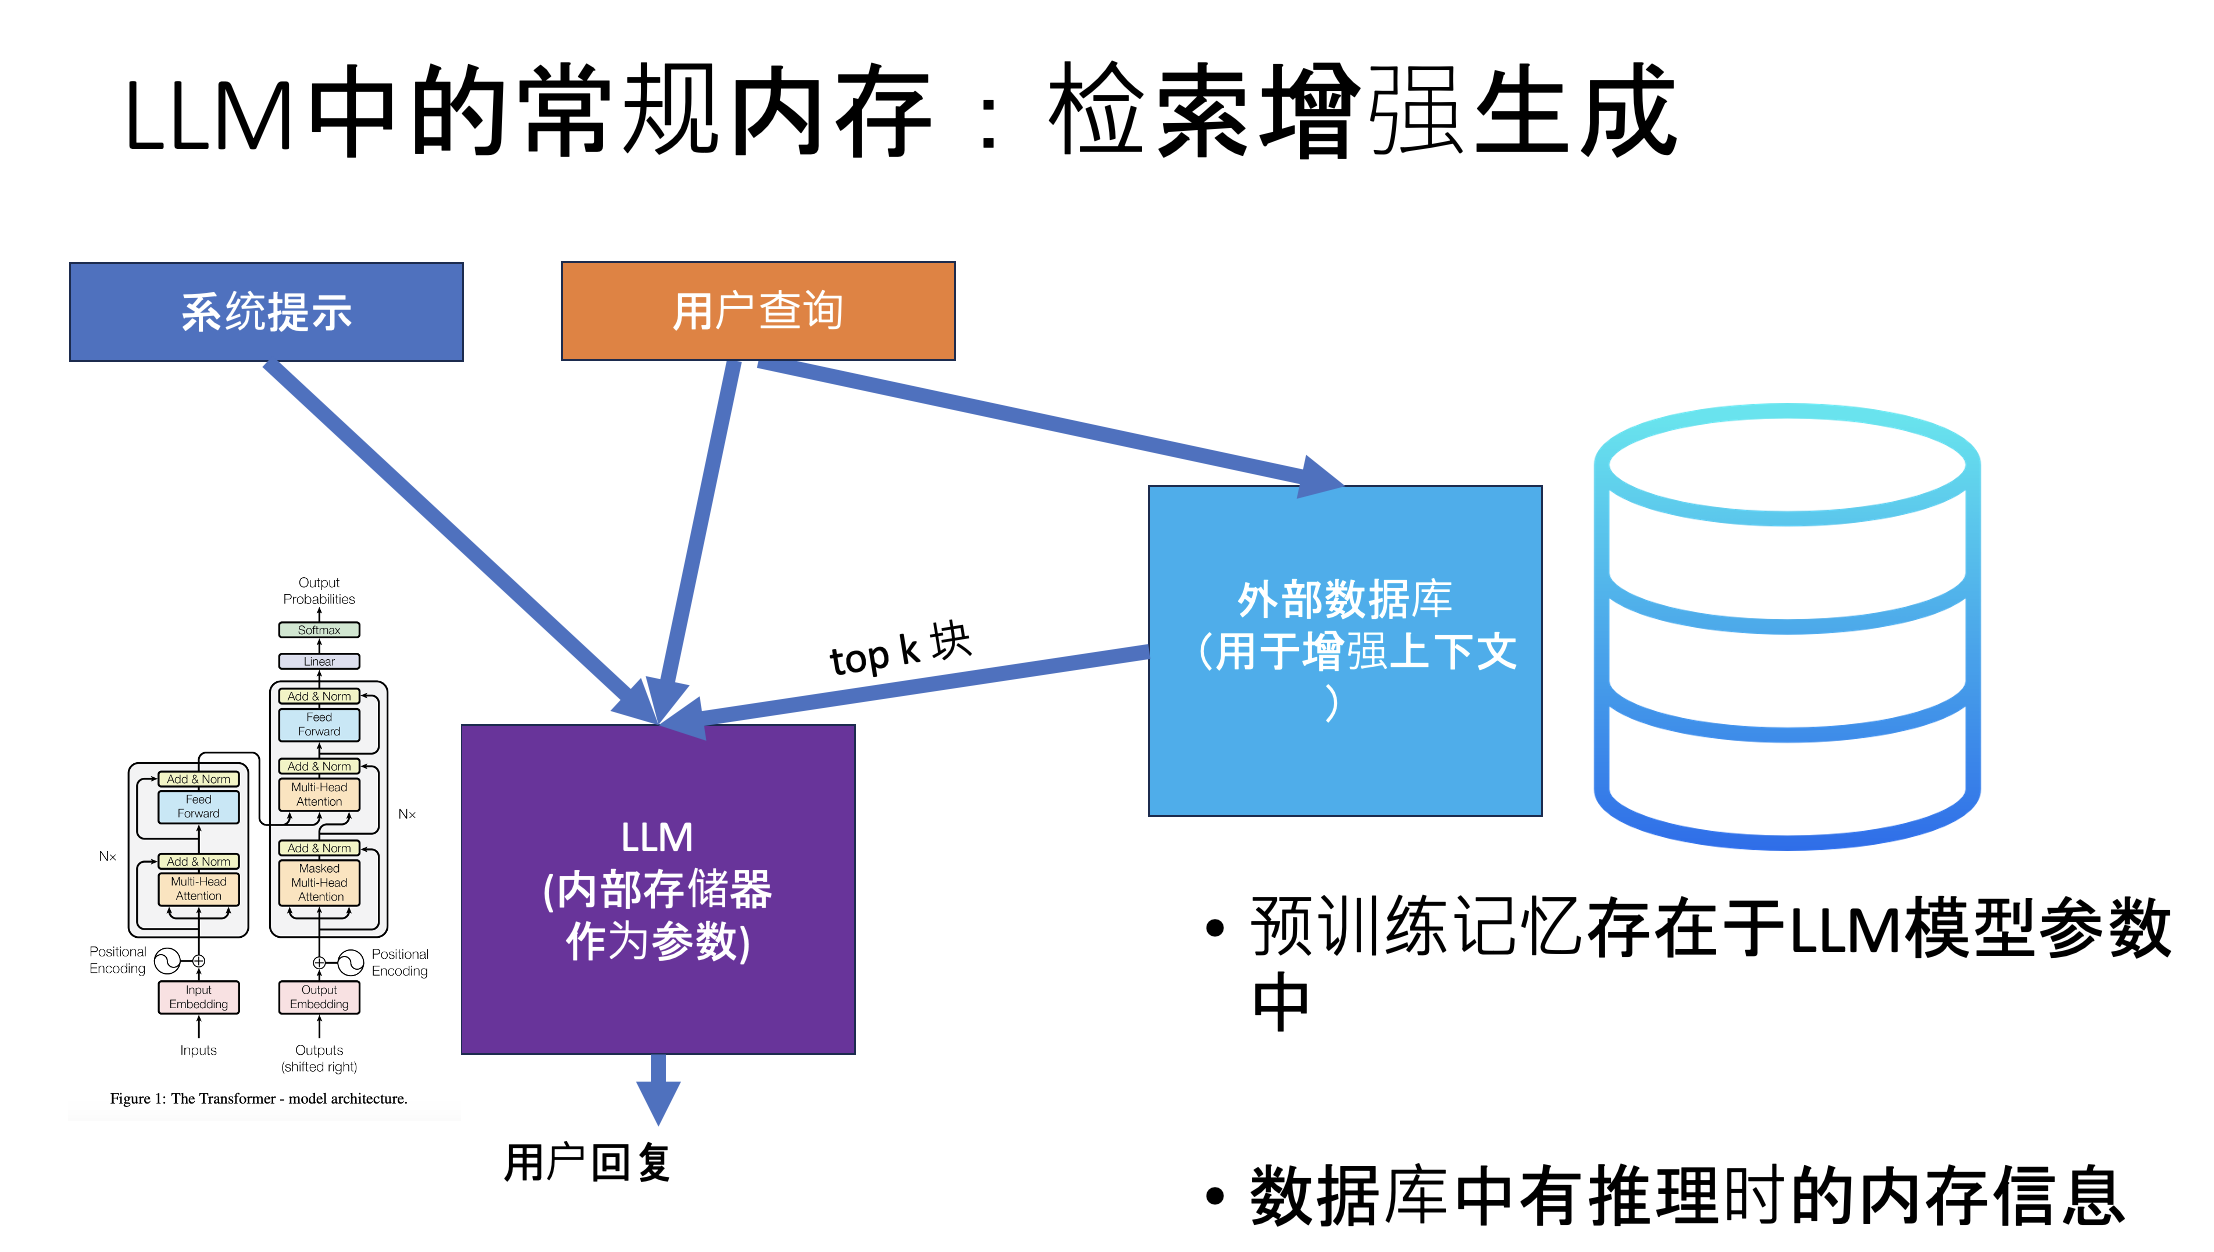 LLM中的常规内存：检索增强生成
系统提示
用户查询
外部数据库
（用于增强上下文
）
top k 块
LLM
(内部存储器
作为参数)
用户回复
Output
Probabilities
Softmax
Linear
Add & Norm
Feed
Forward
Add & Norm
Multi-Head
Attention
Add & Norm
Masked
Multi-Head
Attention
N×
Add & Norm
Feed
Forward
Add & Norm
Multi-Head
Attention
N×
Positional
Encoding
Positional
Encoding
Input
Embedding
Output
Embedding
Inputs
Outputs
(shifted right)
Figure 1: The Transformer - model architecture.
• 预训练记忆存在于LLM模型参数
中
• 数据库中有推理时的内存信息